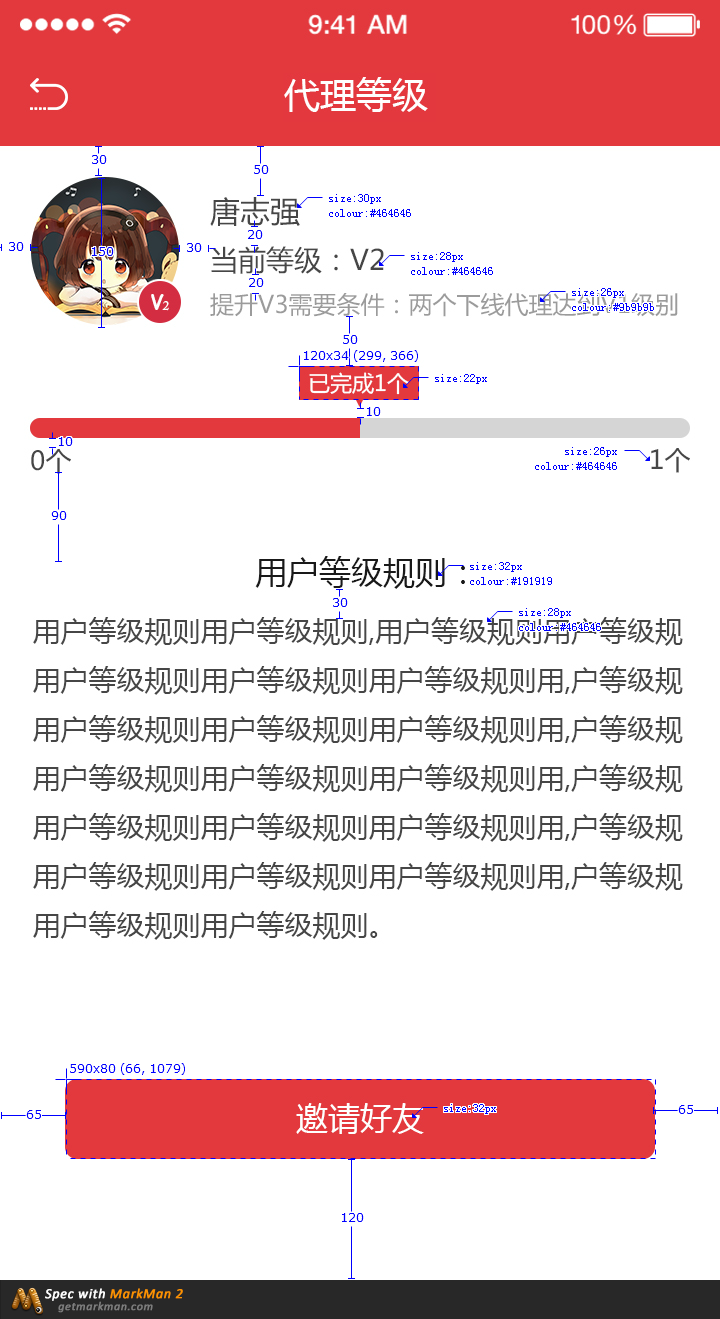 9:41 AM 100%
代理等级
30
50
size:30px
colour:#464646
唐志强
20
30 150 30
size:28px
colour:#464646
当前等级：V2
20
size:26px
colour:#9b9b9b
V2
提升V3需要条件：两个下线代理达到V2级别
50
120x34 (299, 366)
已完成1个
size:22px
10
10
size:26px
colour:#464646
0个 1个
90
用户等级规则：
size:32px
colour:#191919
30
size:28px
colour:#464646
用户等级规则用户等级规则,用户等级规则用户等级规
用户等级规则用户等级规则用户等级规则用,户等级规
用户等级规则用户等级规则用户等级规则用,户等级规
用户等级规则用户等级规则用户等级规则用,户等级规
用户等级规则用户等级规则用户等级规则用,户等级规
用户等级规则用户等级规则用户等级规则用,户等级规
用户等级规则用户等级规则。
590x80 (66, 1079)
65 邀请好友 size:32px 65
120
Spec with MarkMan 2
getmarkman.com